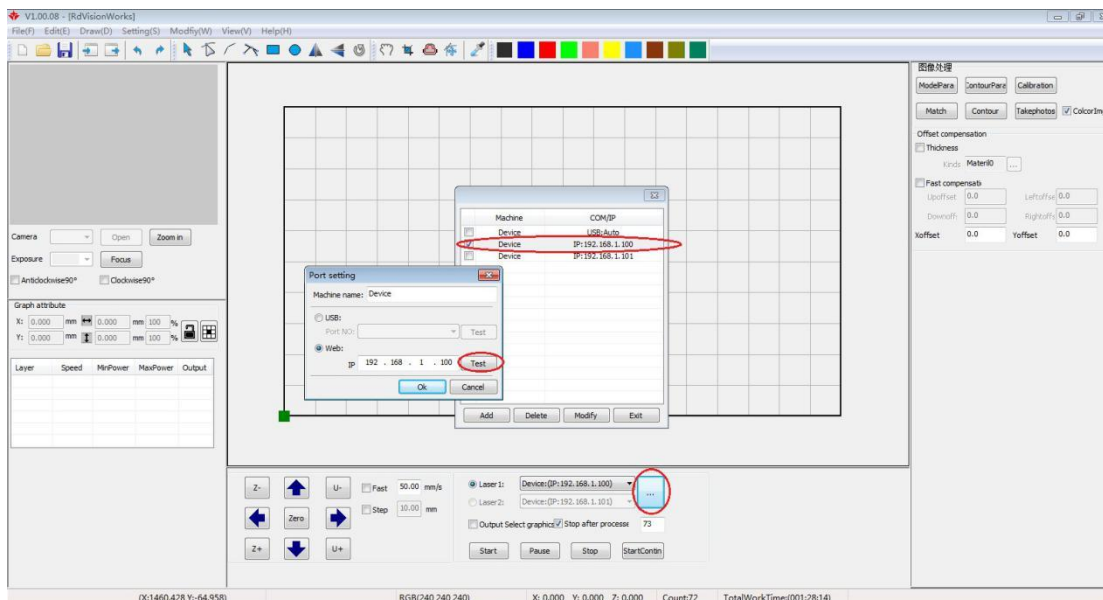 V1.00.08 - [RdVisionWorks]
File(F) Edit(E) Draw(D) Setting(S) Modfiy(W) View(V) Help(H)
图像处理
ModelPara ContourPara Calibration
Match Contour Takephotos ColcorIm
Offset compensation
Thickness
Kinds Materil0 ...
Fast compensati
Upoffset 0.0 Leftoffse 0.0
Downoff 0.0 Rightoff 0.0
Xoffset 0.0 Yoffset 0.0
Camera Open Zoom in
Exposure Focus
Anticlockwise90° Clockwise90°
Graph attribute
X: 0.000 mm 0.000 mm 100 %
Y: 0.000 mm 0.000 mm 100 %
Layer Speed MinPower MaxPower Output
Machine COM/IP
Device USB:Auto
Device IP:192.168.1.100
Device IP:192.168.1.101
Add Delete Modify Exit
Port setting
Machine name: Device
USB:
Port NO: Test
Web:
IP 192 . 168 . 1 . 100 Test
Ok Cancel
Z- U- Fast 50.00 mm/s
Zero Step 10.00 mm
Z+ U+
Laser1: Device:(IP:192.168.1.100) ...
Laser2: Device:(IP:192.168.1.101)
Output Select graphics Stop after processe 73
Start Pause Stop StartContin
(X:1460.428 Y:-64.958) RGB(240 240 240) X: 0.000 Y: 0.000 Z: 0.000 Count:72 TotalWorkTime:(001:28:14)